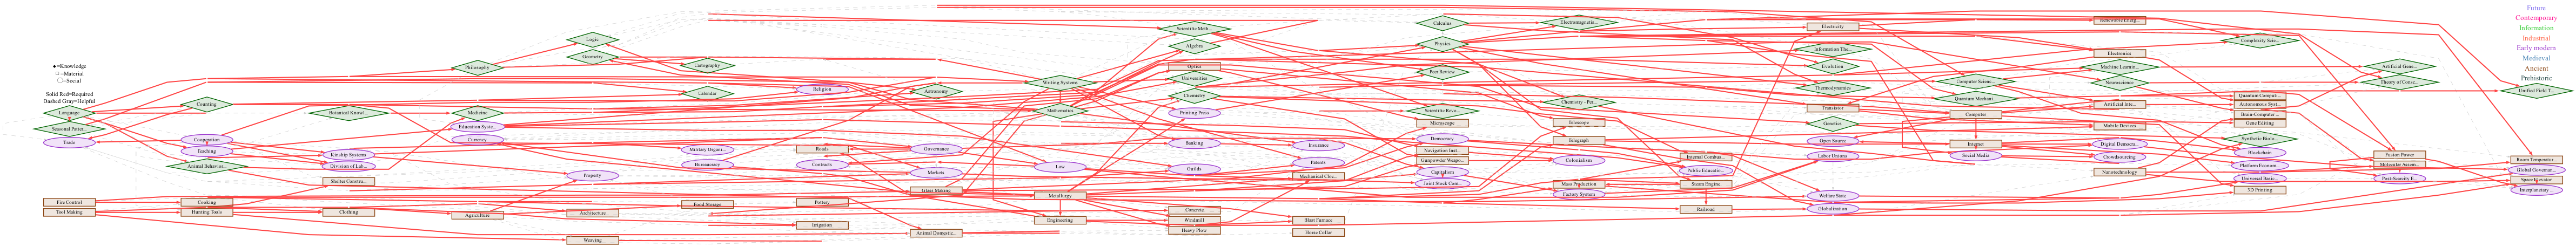 Future
Contemporary
Information
Industrial
Early modern
Medieval
Ancient
Prehistoric
◆=Knowledge
□=Material
◯=Social
Solid Red=Required
Dashed Gray=Helpful
Language
Seasonal Patter...
Trade
Fire Control
Tool Making
Counting
Cooperation
Teaching
Animal Behavior...
Cooking
Hunting Tools
Botanical Knowl...
Kinship Systems
Division of Lab...
Shelter Constru...
Clothing
Philosophy
Medicine
Education Syste...
Currency
Agriculture
Logic
Geometry
Property
Architecture
Weaving
Cartography
Calendar
Military Organi...
Bureaucracy
Food Storage
Religion
Roads
Contracts
Pottery
Irrigation
Astronomy
Governance
Markets
Glass Making
Animal Domestic...
Writing Systems
Mathematics
Law
Metallurgy
Engineering
Scientific Meth...
Algebra
Optics
Universities
Chemistry
Printing Press
Banking
Guilds
Concrete
Windmill
Heavy Plow
Insurance
Patents
Mechanical Cloc...
Blast Furnace
Horse Collar
Calculus
Physics
Peer Review
Scientific Revo...
Microscope
Democracy
Navigation Inst...
Gunpowder Weapo...
Capitalism
Joint Stock Com...
Electromagnetis...
Chemistry - Per...
Telescope
Telegraph
Colonialism
Mass Production
Factory System
Internal Combus...
Public Educatio...
Steam Engine
Railroad
Electricity
Information The...
Evolution
Thermodynamics
Transistor
Genetics
Open Source
Labor Unions
Welfare State
Globalization
Computer Scienc...
Quantum Mechani...
Computer
Internet
Social Media
Renewable Energ...
Electronics
Machine Learnin...
Neuroscience
Artificial Inte...
Mobile Devices
Digital Democra...
Crowdsourcing
Nanotechnology
Complexity Scie...
Quantum Comput...
Autonomous Syst...
Brain-Computer ...
Gene Editing
Synthetic Biolo...
Blockchain
Platform Econom...
Universal Basic...
3D Printing
Artificial Gene...
Theory of Consc...
Fusion Power
Molecular Assem...
Post-Scarcity E...
Unified Field T...
Room Temperatur...
Global Governan...
Space Elevator
Interplanetary ...